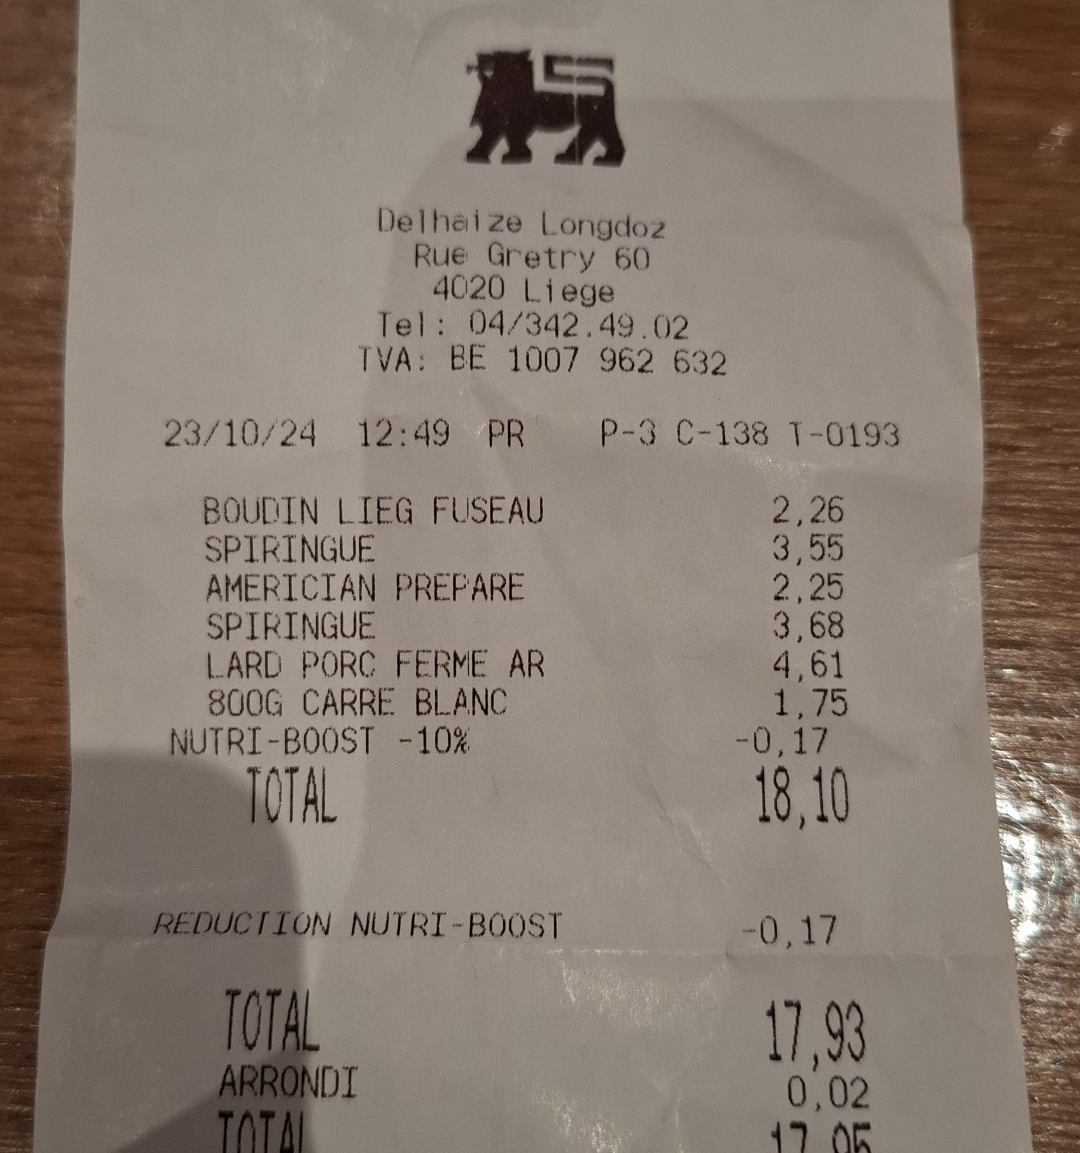 Delhaize Longdoz
Rue Gretry 60
4020 Liege
Tel: 04/342.49.02
TVA: BE 1007 962 632
23/10/24 12:49 PR P-3 C-138 T-0193
BOUDIN LIEG FUSEAU 2,26
SPIRINGUE 3,55
AMERICIAN PREPARE 2,25
SPIRINGUE 3,68
LARD PORC FERME AR 4,61
800G CARRE BLANC 1,75
NUTRI-BOOST -10% -0,17
TOTAL 18,10
REDUCTION NUTRI-BOOST -0,17
TOTAL 17,93
ARRONDI 0,02
TOTAL 17,95